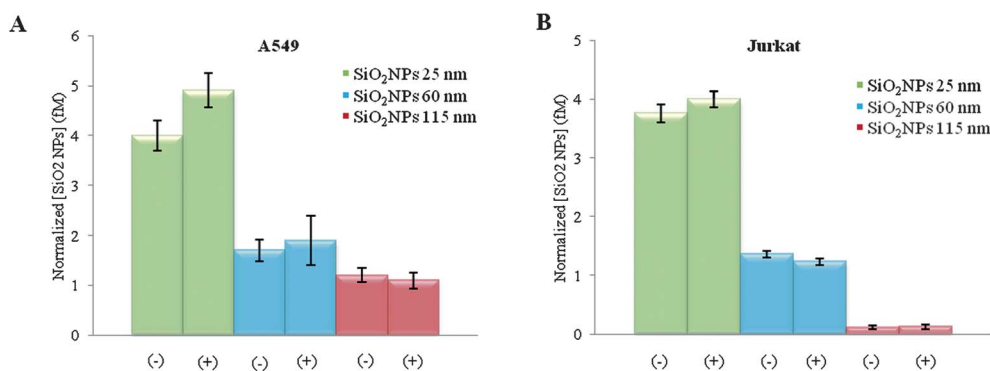 A
A549
Normalized [SiO2 NPs] (fM)
6
5
4
3
2
1
0
SiO₂NPs 25 nm
SiO₂NPs 60 nm
SiO₂NPs 115 nm
(-) (+) (-) (+) (-) (+)
B
Jurkat
Normalized [SiO2 NPs] (fM)
5
4
3
2
1
0
SiO₂NPs 25 nm
SiO₂NPs 60 nm
SiO₂NPs 115 nm
(-) (+) (-) (+) (-) (+)